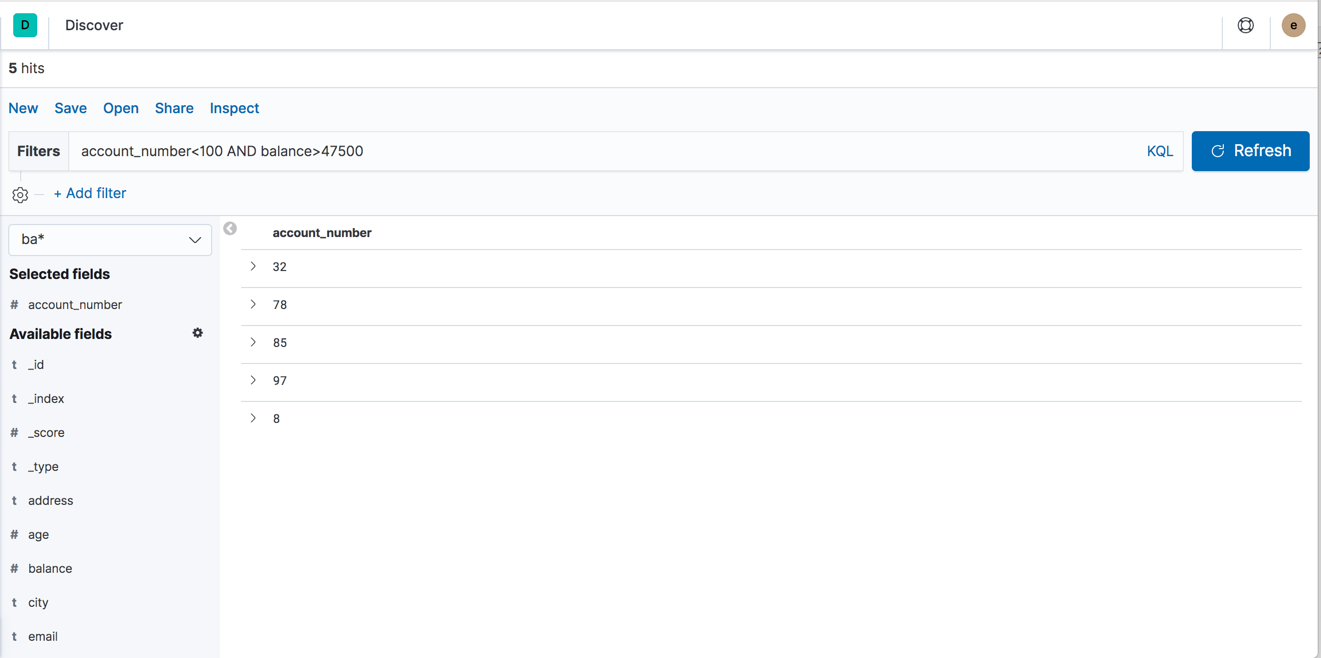 D Discover e
5 hits
New Save Open Share Inspect
Filters account_number<100 AND balance>47500 KQL Refresh
+ Add filter
ba*
Selected fields
# account_number
Available fields
t _id
t _index
# _score
t _type
t address
# age
# balance
t city
t email
account_number
32
78
85
97
8